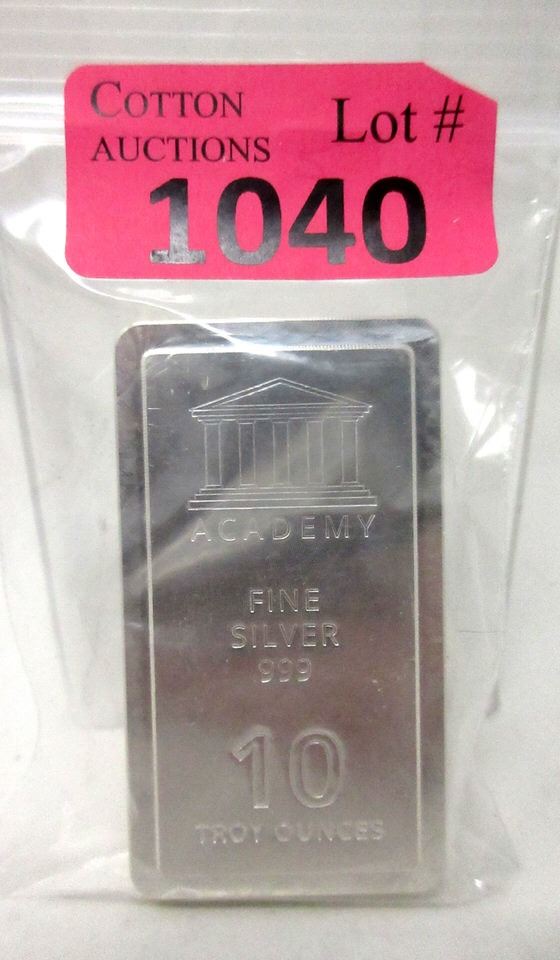 COTTON
AUCTIONS
Lot #
1040
ACADEMY
FINE
SILVER
999
10
TROY OUNCES